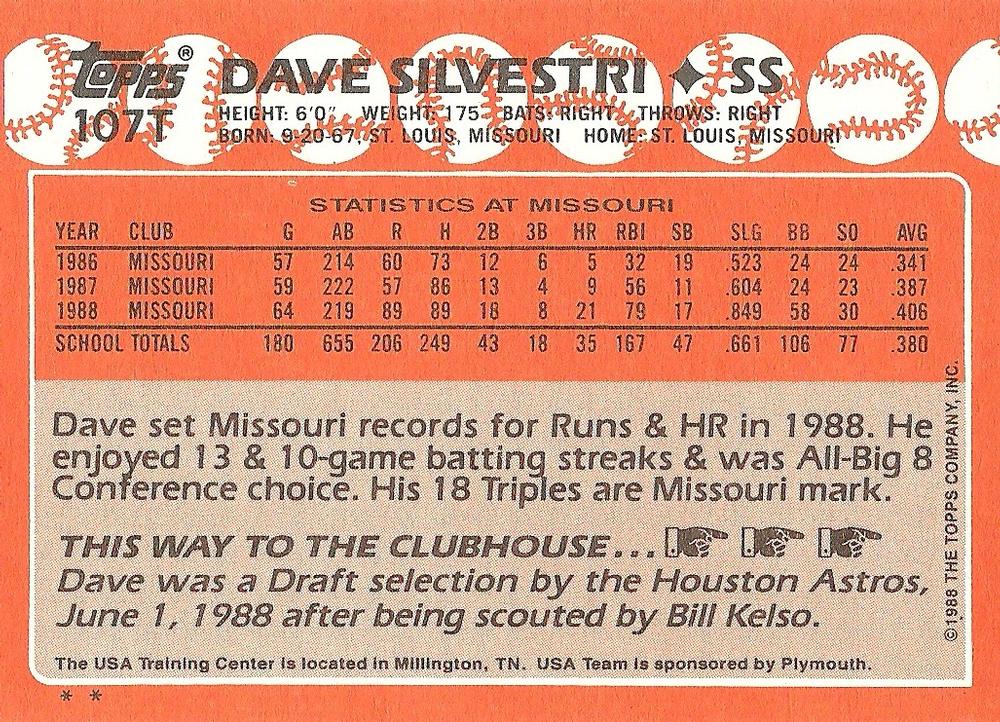 Topps® DAVE SILVESTRI ◆ SS
107T HEIGHT: 6'0" WEIGHT: 175 BATS: RIGHT THROWS: RIGHT
BORN: 9-20-67, ST. LOUIS, MISSOURI HOME: ST. LOUIS, MISSOURI
STATISTICS AT MISSOURI
YEAR CLUB G AB R H 2B 3B HR RBI SB SLG BB SO AVG
1986 MISSOURI 57 214 60 73 12 6 5 32 19 .523 24 24 .341
1987 MISSOURI 59 222 57 86 13 4 9 56 11 .604 24 23 .387
1988 MISSOURI 64 219 89 89 18 8 21 79 17 .849 58 30 .406
SCHOOL TOTALS 180 655 206 249 43 18 35 167 47 .661 106 77 .380
Dave set Missouri records for Runs & HR in 1988. He
enjoyed 13 & 10-game batting streaks & was All-Big 8
Conference choice. His 18 Triples are Missouri mark.
THIS WAY TO THE CLUBHOUSE...
Dave was a Draft selection by the Houston Astros,
June 1, 1988 after being scouted by Bill Kelso.
The USA Training Center is located in Millington, TN. USA Team is sponsored by Plymouth.
* *
©1988 THE TOPPS COMPANY, INC.